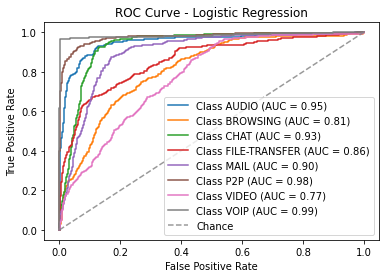 ROC Curve - Logistic Regression
True Positive Rate
1.0
0.8
0.6
0.4
0.2
0.0
Class AUDIO (AUC = 0.95)
Class BROWSING (AUC = 0.81)
Class CHAT (AUC = 0.93)
Class FILE-TRANSFER (AUC = 0.86)
Class MAIL (AUC = 0.90)
Class P2P (AUC = 0.98)
Class VIDEO (AUC = 0.77)
Class VOIP (AUC = 0.99)
Chance
0.0 0.2 0.4 0.6 0.8 1.0
False Positive Rate